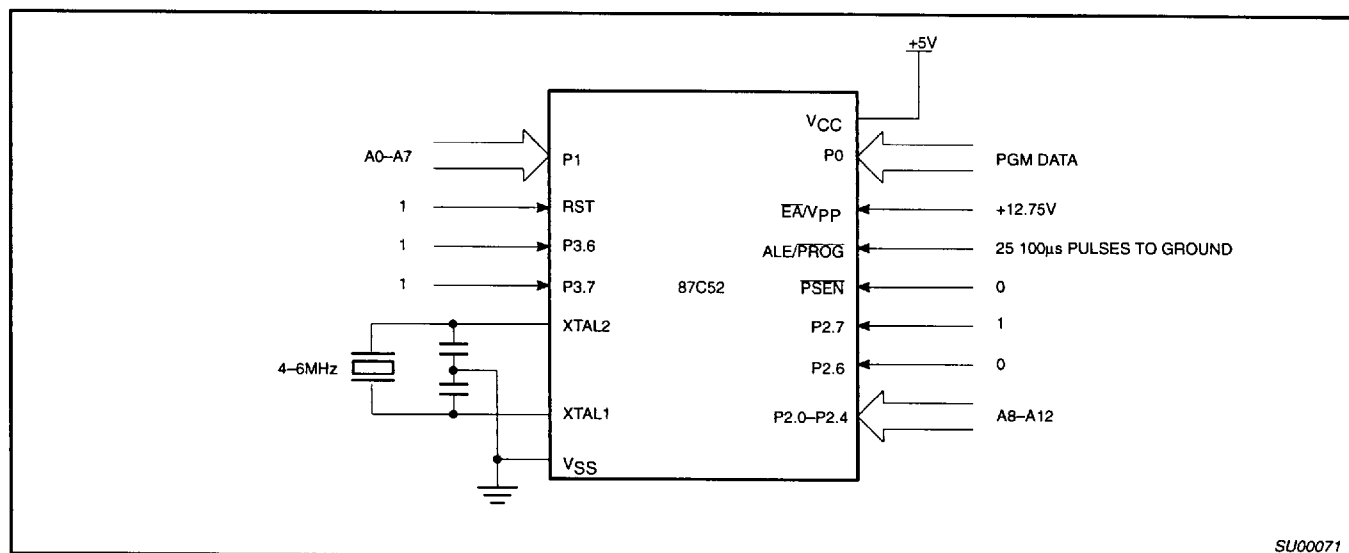 +5V
VCC
A0–A7
P1
P0
PGM DATA
1
RST
EA/VPP
+12.75V
1
P3.6
ALE/PROG
25 100µs PULSES TO GROUND
1
P3.7
87C52
PSEN
0
XTAL2
P2.7
1
4–6MHz
P2.6
0
XTAL1
P2.0–P2.4
A8–A12
VSS
SU00071